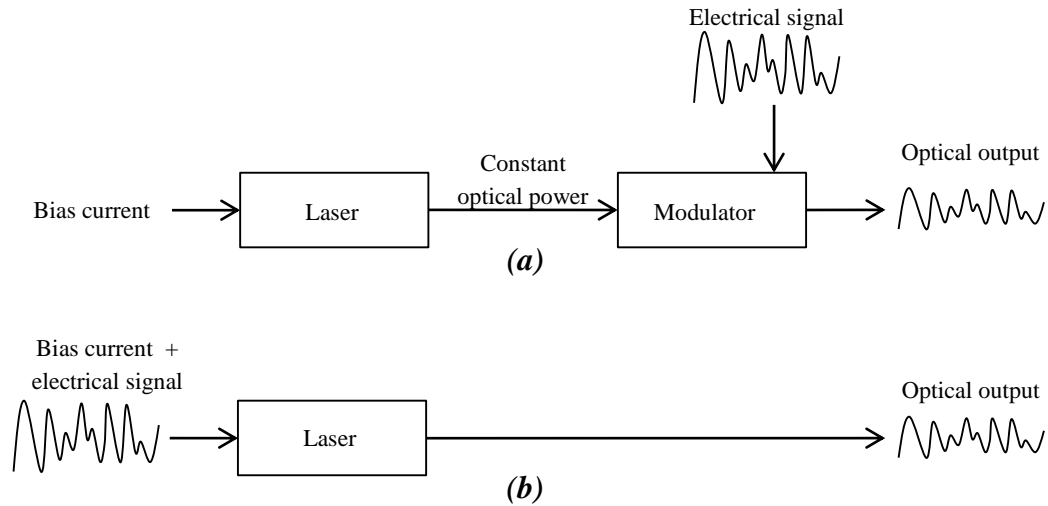 Electrical signal
Constant
optical power
Optical output
Bias current
Laser
Modulator
(a)
Bias current +
electrical signal
Optical output
Laser
(b)